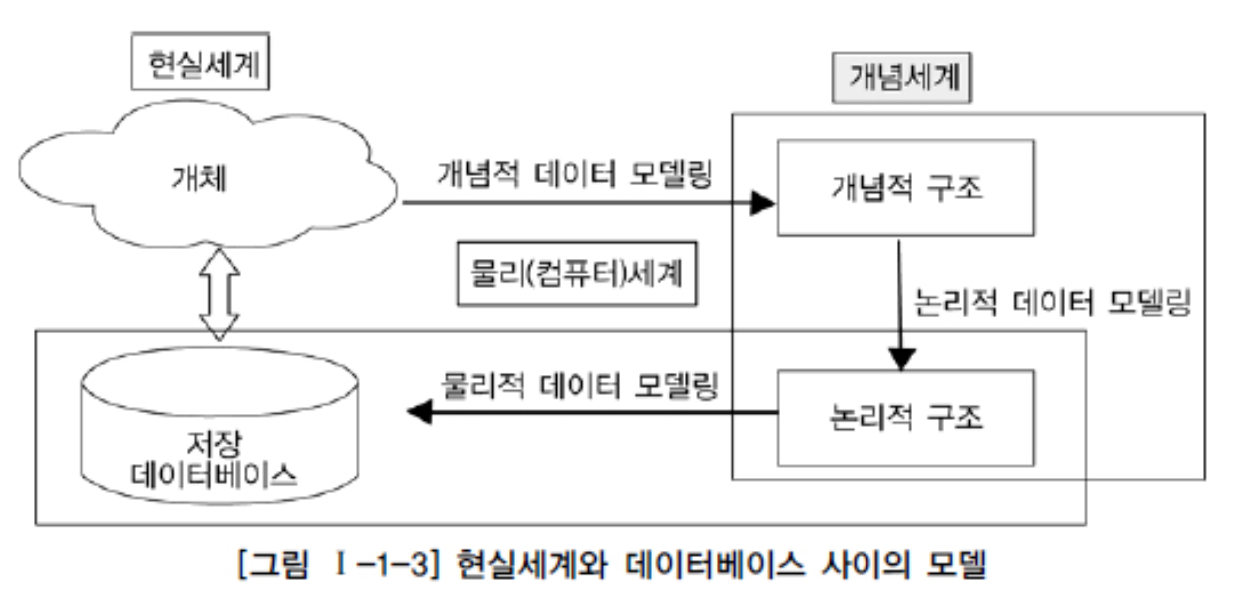 현실세계
개념세계
개체
개념적 데이터 모델링
개념적 구조
물리(컴퓨터)세계
논리적 데이터 모델링
물리적 데이터 모델링
논리적 구조
저장
데이터베이스
[그림 Ⅰ-1-3] 현실세계와 데이터베이스 사이의 모델